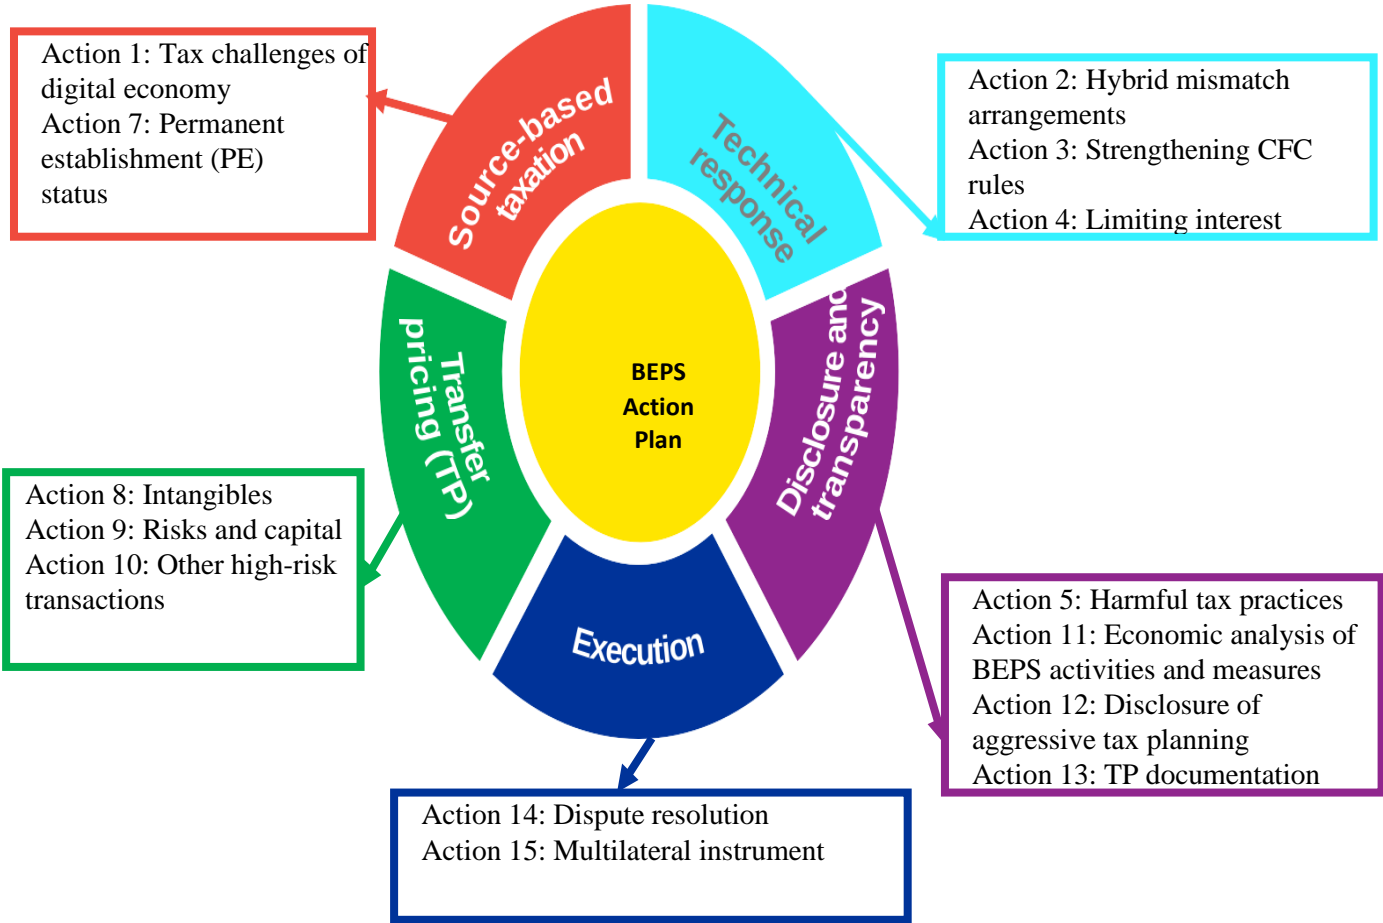 Action 1: Tax challenges of
digital economy
Action 7: Permanent
establishment (PE)
status
Source-based
taxation
Technical
response
Action 2: Hybrid mismatch
arrangements
Action 3: Strengthening CFC
rules
Action 4: Limiting interest
Transfer
pricing (TP)
BEPS
Action
Plan
Disclosure and
transparency
Action 8: Intangibles
Action 9: Risks and capital
Action 10: Other high-risk
transactions
Execution
Action 5: Harmful tax practices
Action 11: Economic analysis of
BEPS activities and measures
Action 12: Disclosure of
aggressive tax planning
Action 13: TP documentation
Action 14: Dispute resolution
Action 15: Multilateral instrument